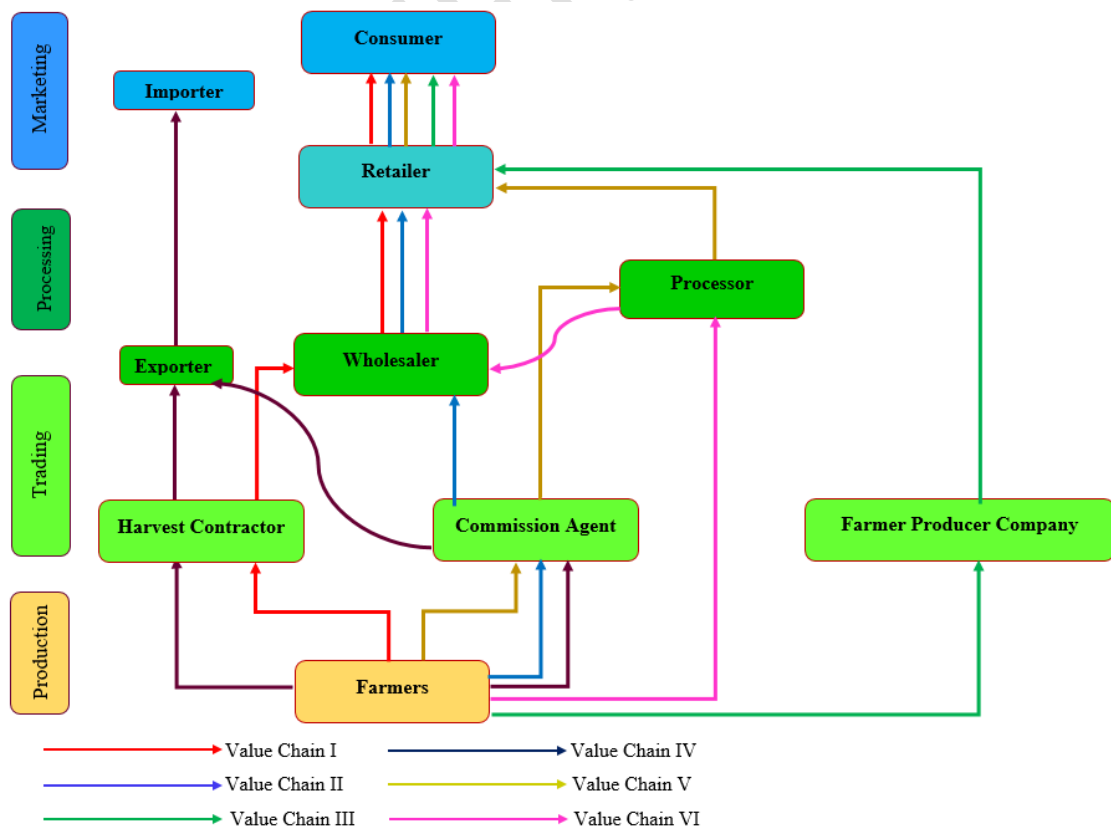 Consumer
Marketing
Importer
Retailer
Processing
Processor
Wholesaler
Exporter
Trading
Harvest Contractor
Commission Agent
Farmer Producer Company
Production
Farmers
Value Chain I
Value Chain IV
Value Chain II
Value Chain V
Value Chain III
Value Chain VI